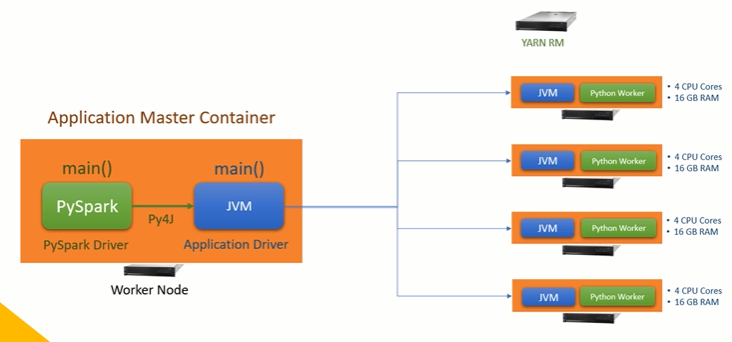 YARN RM
Application Master Container
main()
main()
PySpark
Py4J
JVM
PySpark Driver
Application Driver
Worker Node
JVM
Python Worker
• 4 CPU Cores
• 16 GB RAM
JVM
Python Worker
• 4 CPU Cores
• 16 GB RAM
JVM
Python Worker
• 4 CPU Cores
• 16 GB RAM
JVM
Python Worker
• 4 CPU Cores
• 16 GB RAM